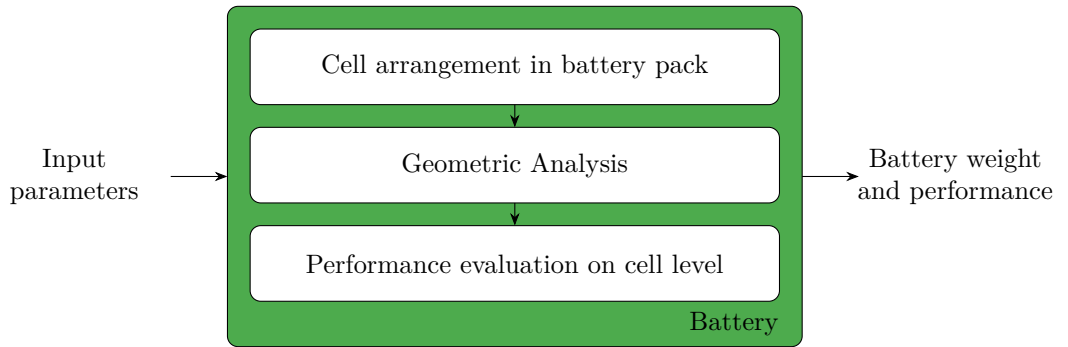 Cell arrangement in battery pack
Input
parameters
Geometric Analysis
Battery weight
and performance
Performance evaluation on cell level
Battery